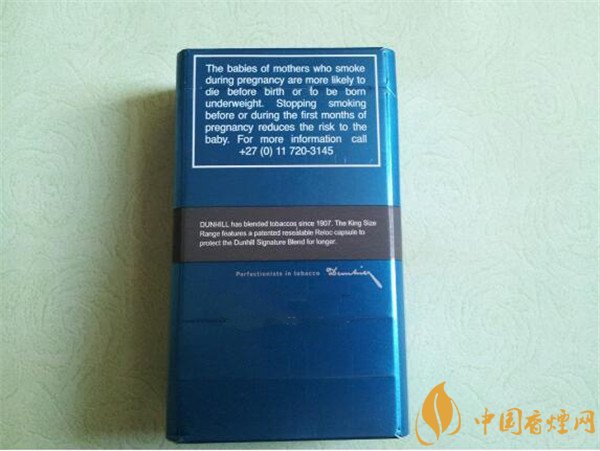 The babies of mothers who smoke
during pregnancy are more likely to
die before birth or to be born
underweight. Stopping smoking
before or during the first months of
pregnancy reduces the risk to the
baby. For more information call
+27 (0) 11 720-3145
DUNHILL has blended tobaccos since 1907. The King Size
Range features a patented resealable Reloc capsule to
protect the Dunhill Signature Blend for longer.
Perfectionists in tobacco Dunhill
中国香烟网